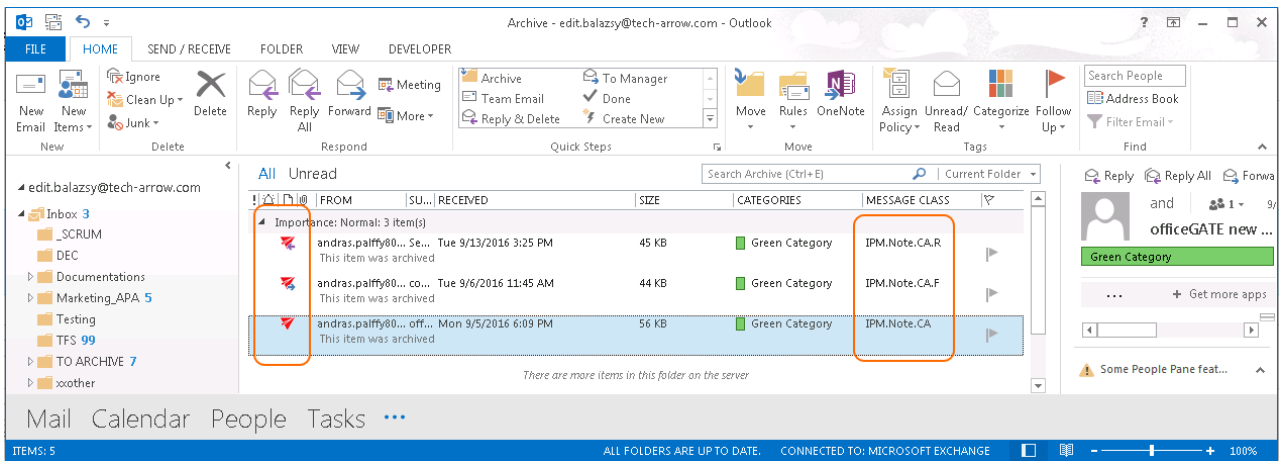 Archive - edit.balazsy@tech-arrow.com - Outlook
FILE HOME SEND / RECEIVE FOLDER VIEW DEVELOPER
New Email
New Items
New
Ignore
Clean Up
Junk
Delete
Delete
Reply
Reply All
Forward
Meeting
More
Respond
Archive
Team Email
Reply & Delete
To Manager
Done
Create New
Quick Steps
Move
Rules
OneNote
Move
Assign Policy
Unread/ Read
Categorize
Follow Up
Tags
Search People
Address Book
Filter Email
Find
edit.balazsy@tech-arrow.com
Inbox 3
_SCRUM
DEC
Documentations
Marketing_APA 5
Testing
TFS 99
TO ARCHIVE 7
xxother
All Unread
Search Archive (Ctrl+E) Current Folder
! FROM SU... RECEIVED SIZE CATEGORIES MESSAGE CLASS
Importance: Normal: 3 item(s)
andras.palffy80... Se... Tue 9/13/2016 3:25 PM 45 KB Green Category IPM.Note.CA.R
This item was archived
andras.palffy80... co... Tue 9/6/2016 11:45 AM 44 KB Green Category IPM.Note.CA.F
This item was archived
andras.palffy80... off... Mon 9/5/2016 6:09 PM 56 KB Green Category IPM.Note.CA
This item was archived
There are more items in this folder on the server
Reply Reply All Forwa
and 1 9/
officeGATE new ...
Green Category
... + Get more apps
Some People Pane feat...
Mail Calendar People Tasks ...
ITEMS: 5 ALL FOLDERS ARE UP TO DATE. CONNECTED TO: MICROSOFT EXCHANGE 100%